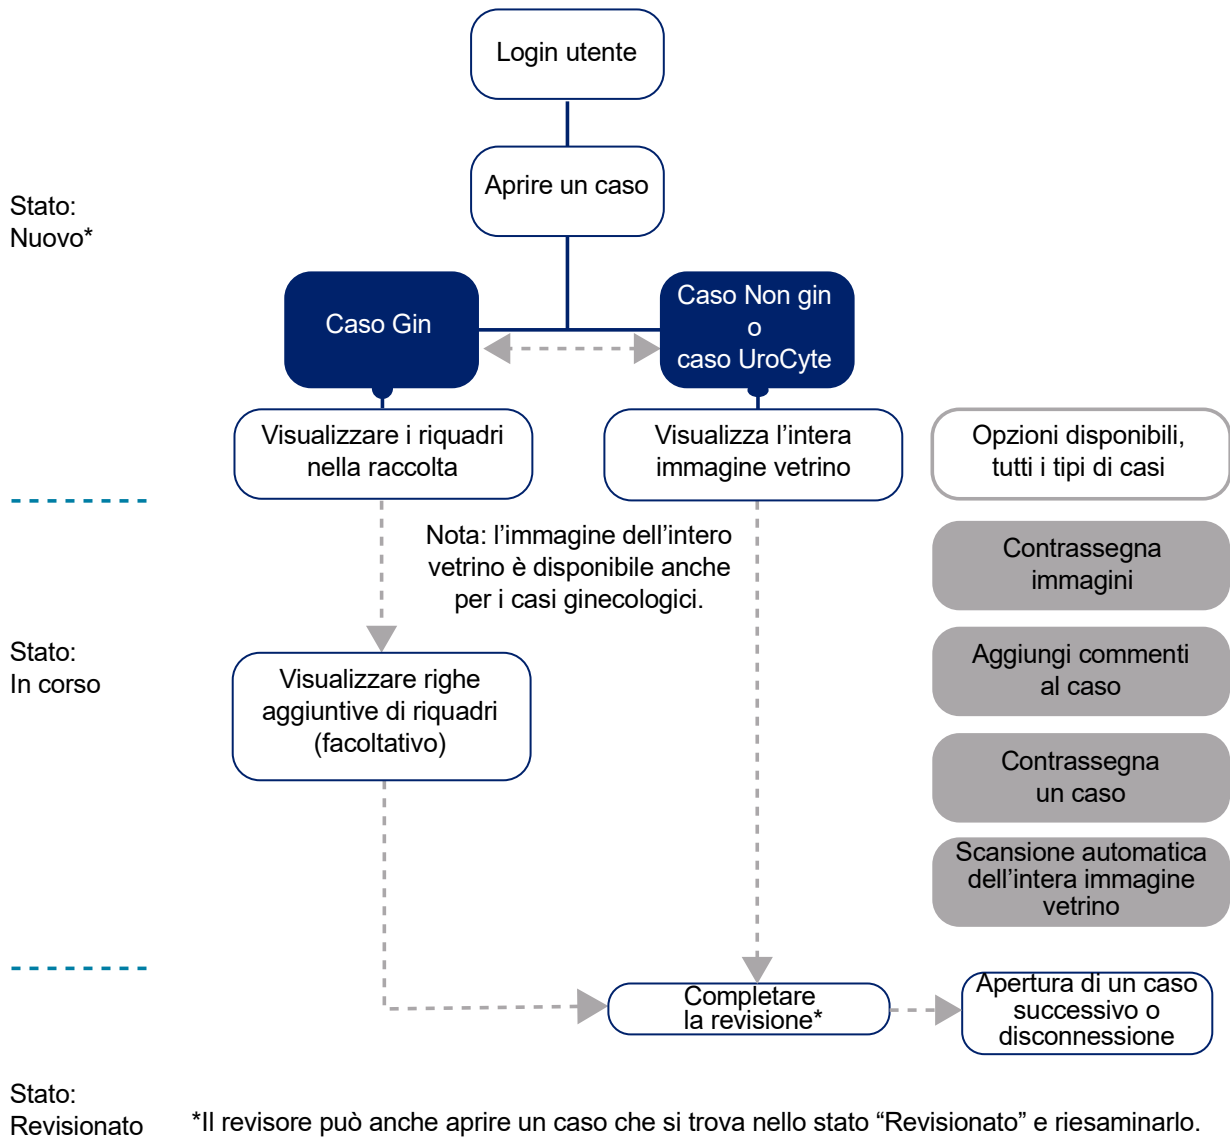 Login utente
Aprire un caso
Stato:
Nuovo*
Caso Gin
Caso Non gin
o
caso UroCyte
Visualizzare i riquadri
nella raccolta
Visualizza l’intera
immagine vetrino
Opzioni disponibili,
tutti i tipi di casi
Nota: l’immagine dell’intero
vetrino è disponibile anche
per i casi ginecologici.
Contrassegna
immagini
Stato:
In corso
Visualizzare righe
aggiuntive di riquadri
(facoltativo)
Aggiungi commenti
al caso
Contrassegna
un caso
Scansione automatica
dell’intera immagine
vetrino
Completare
la revisione*
Apertura di un caso
successivo o
disconnessione
Stato:
Revisionato
*Il revisore può anche aprire un caso che si trova nello stato “Revisionato” e riesaminarlo.